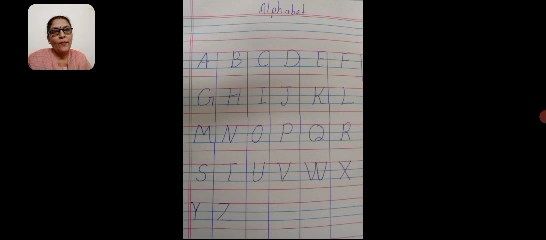 Alphabet
A B C D E F
G H I J K L
M N O P Q R
S T U V W X
Y Z